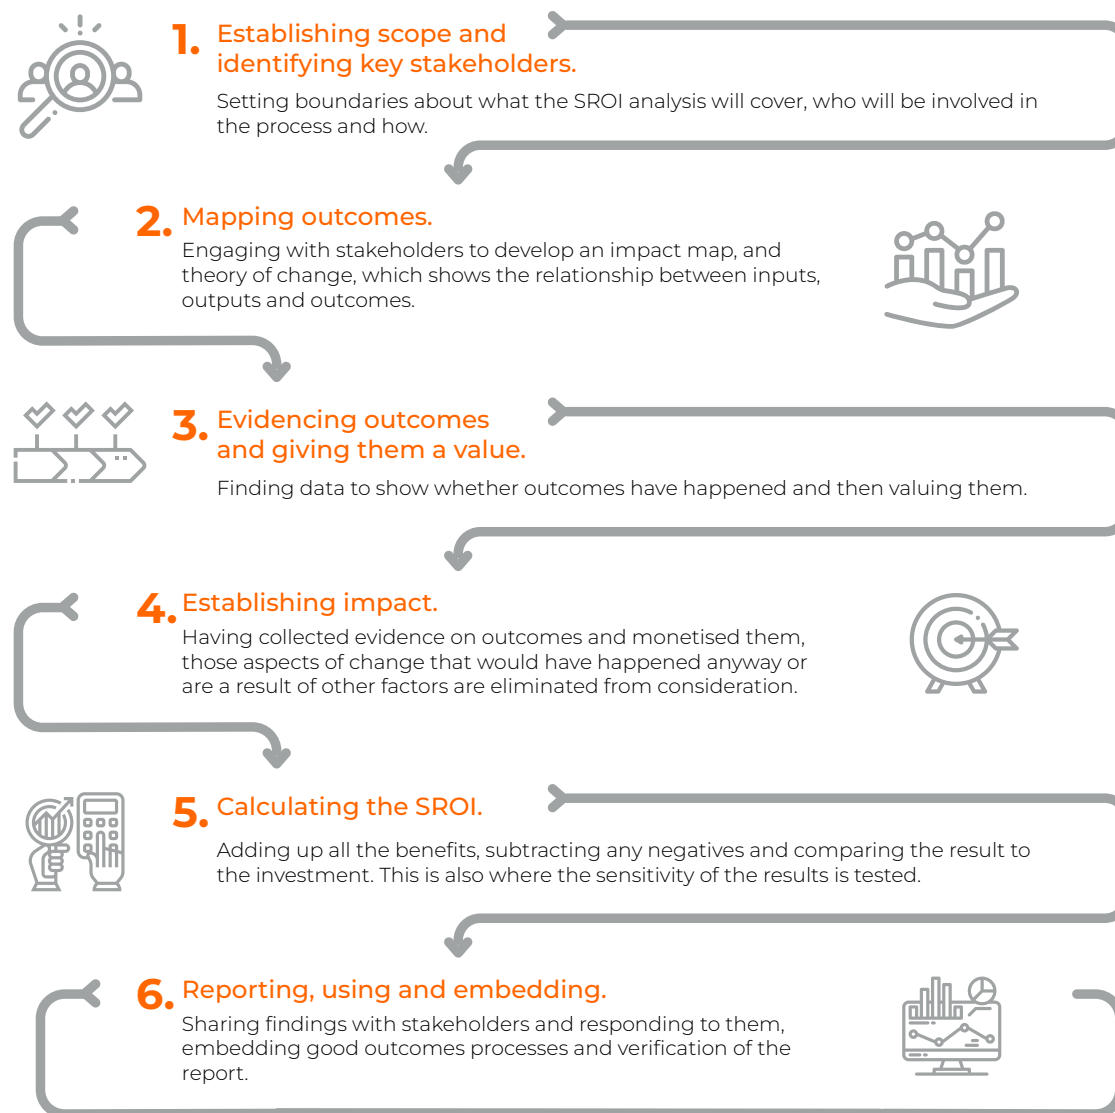 1. Establishing scope and
identifying key stakeholders.
Setting boundaries about what the SROI analysis will cover, who will be involved in
the process and how.
2. Mapping outcomes.
Engaging with stakeholders to develop an impact map, and
theory of change, which shows the relationship between inputs,
outputs and outcomes.
3. Evidencing outcomes
and giving them a value.
Finding data to show whether outcomes have happened and then valuing them.
4. Establishing impact.
Having collected evidence on outcomes and monetised them,
those aspects of change that would have happened anyway or
are a result of other factors are eliminated from consideration.
5. Calculating the SROI.
Adding up all the benefits, subtracting any negatives and comparing the result to
the investment. This is also where the sensitivity of the results is tested.
6. Reporting, using and embedding.
Sharing findings with stakeholders and responding to them,
embedding good outcomes processes and verification of the
report.